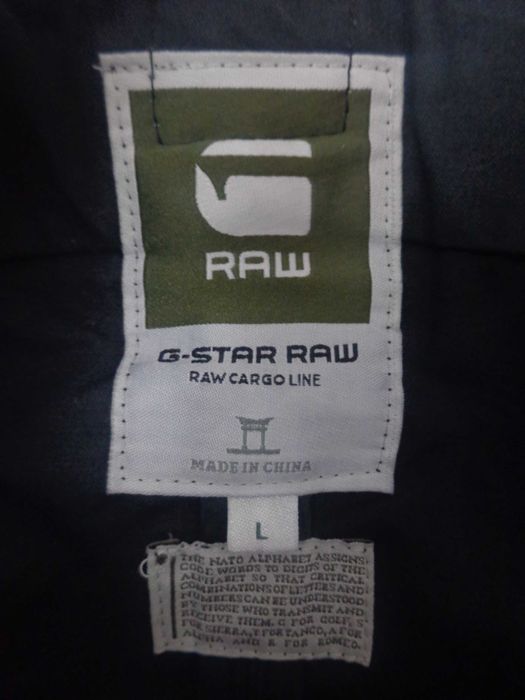 RAW
G-STAR RAW
RAW CARGO LINE
MADE IN CHINA
L
THE NATO ALPHABET ASSIGNS
CODE WORDS TO DIGITS OF THE
ALPHABET SO THAT CRITICAL
COMBINATIONS OF LETTERS AND
NUMBERS CAN BE UNDERSTOOD
BY THOSE WHO TRANSMIT AND
RECEIVE THEM. G FOR GOLF, S
FOR SIERRA, T FOR TANGO, A FOR
ALPHA AND R FOR ROMEO.